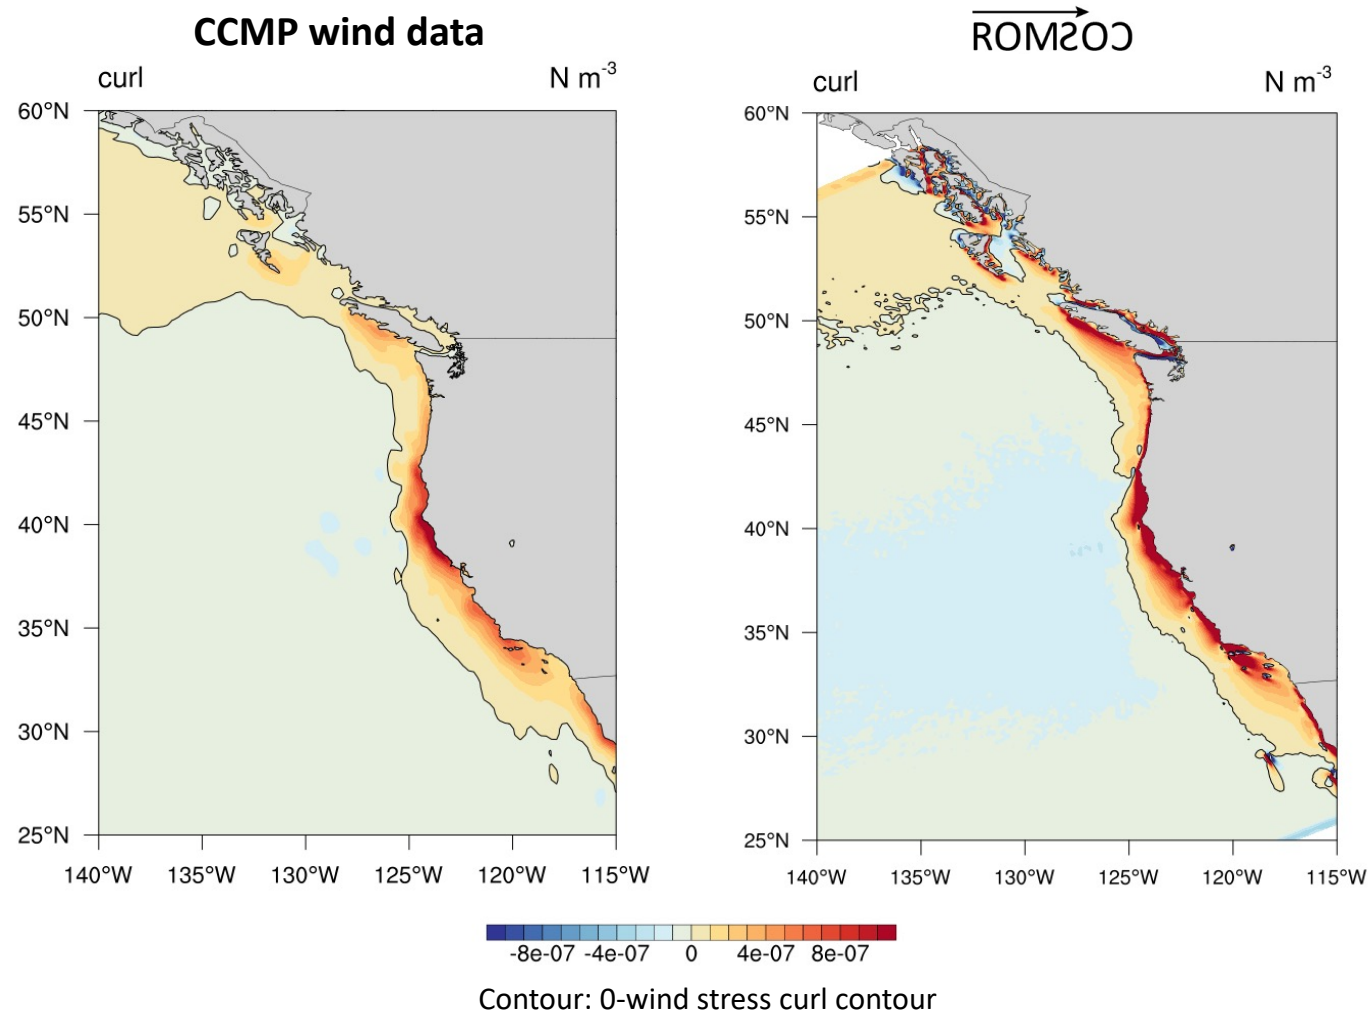 CCMP wind data
ROMƧOƆ
curl
N m⁻³
60°N
55°N
50°N
45°N
40°N
35°N
30°N
25°N
140°W 135°W 130°W 125°W 120°W 115°W
curl
N m⁻³
60°N
55°N
50°N
45°N
40°N
35°N
30°N
25°N
140°W 135°W 130°W 125°W 120°W 115°W
-8e-07 -4e-07 0 4e-07 8e-07
Contour: 0-wind stress curl contour